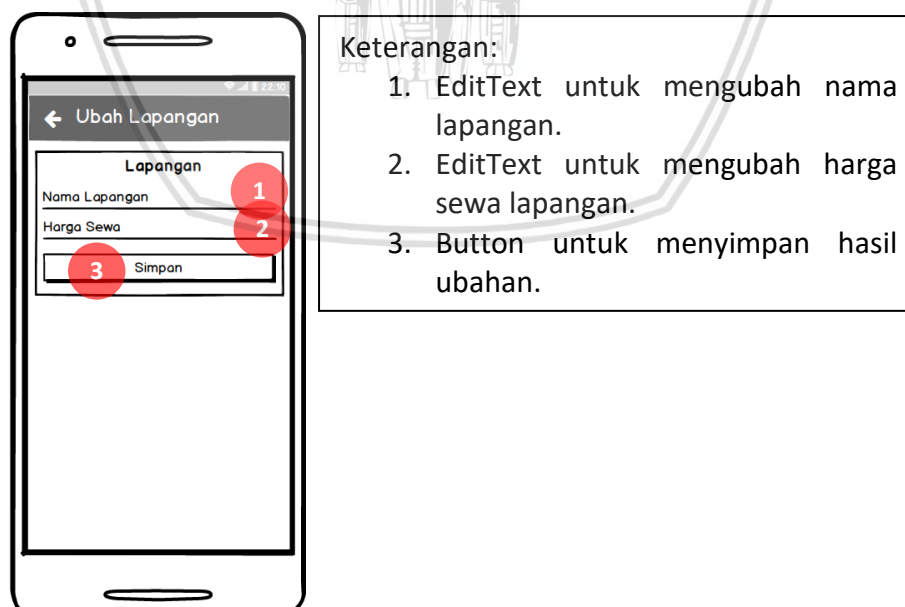 22:10
Ubah Lapangan
Lapangan
Nama Lapangan
1
Harga Sewa
2
3
Simpan
Keterangan:
1. EditText untuk mengubah nama
lapangan.
2. EditText untuk mengubah harga
sewa lapangan.
3. Button untuk menyimpan hasil
ubahan.